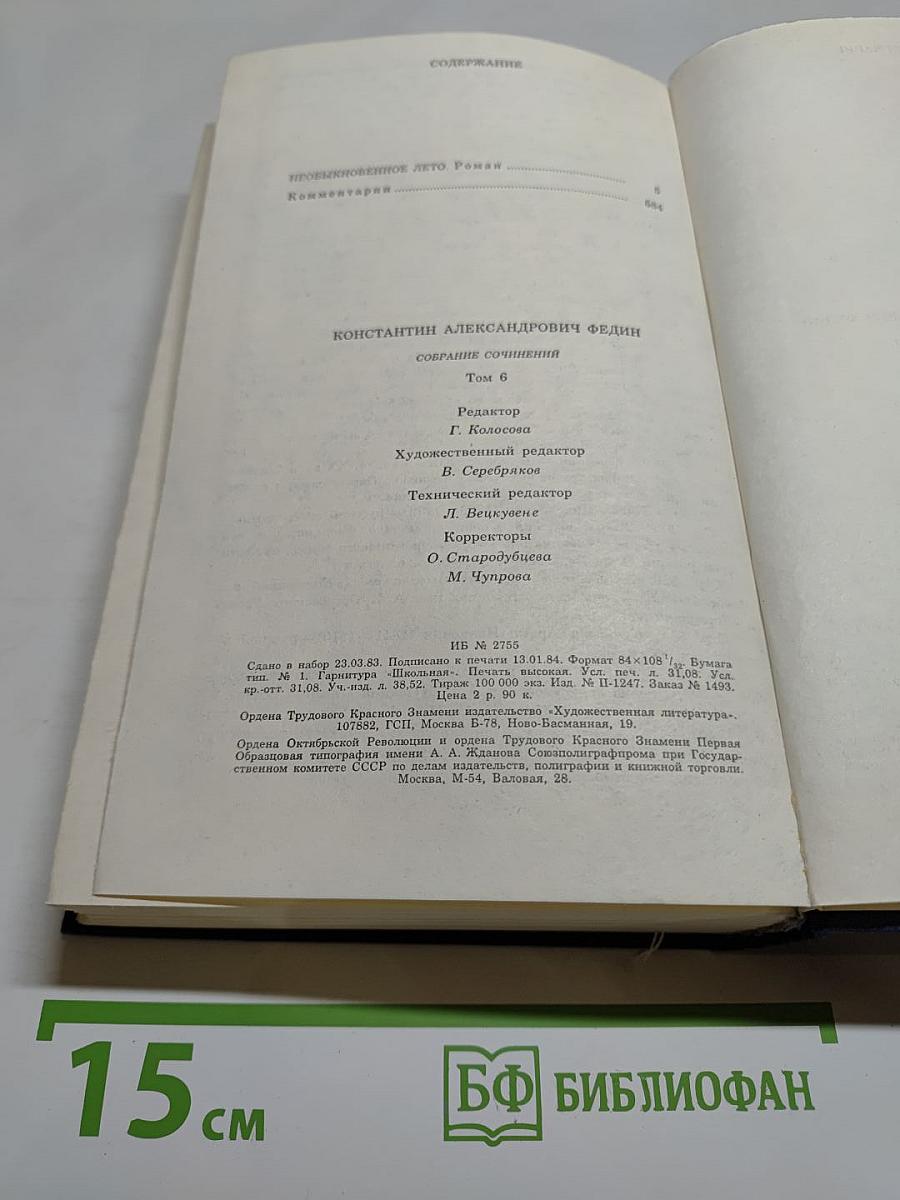 СОДЕРЖАНИЕ
НЕОБЫКНОВЕННОЕ ЛЕТО. Роман ........ 5
Комментарии ........ 684
КОНСТАНТИН АЛЕКСАНДРОВИЧ ФЕДИН
СОБРАНИЕ СОЧИНЕНИЙ
Том 6
Редактор
Г. Колосова
Художественный редактор
В. Серебряков
Технический редактор
Л. Вецкувене
Корректоры
О. Стародубцева
М. Чупрова
ИБ № 2755
Сдано в набор 23.03.83. Подписано к печати 13.01.84. Формат 84×108 1/32. Бумага
тип. № 1. Гарнитура «Школьная». Печать высокая. Усл. печ. л. 31,08. Усл.
кр.-отт. 31,08. Уч.-изд. л. 38,52. Тираж 100 000 экз. Изд. № П-1247. Заказ № 1493.
Цена 2 р. 90 к.
Ордена Трудового Красного Знамени издательство «Художественная литература».
107882, ГСП, Москва Б-78, Ново-Басманная, 19.
Ордена Октябрьской Революции и ордена Трудового Красного Знамени Первая
Образцовая типография имени А. А. Жданова Союзполиграфпрома при Государ-
ственном комитете СССР по делам издательств, полиграфии и книжной торговли.
Москва, М-54, Валовая, 28.
15 см
БФ БИБЛИОФАН